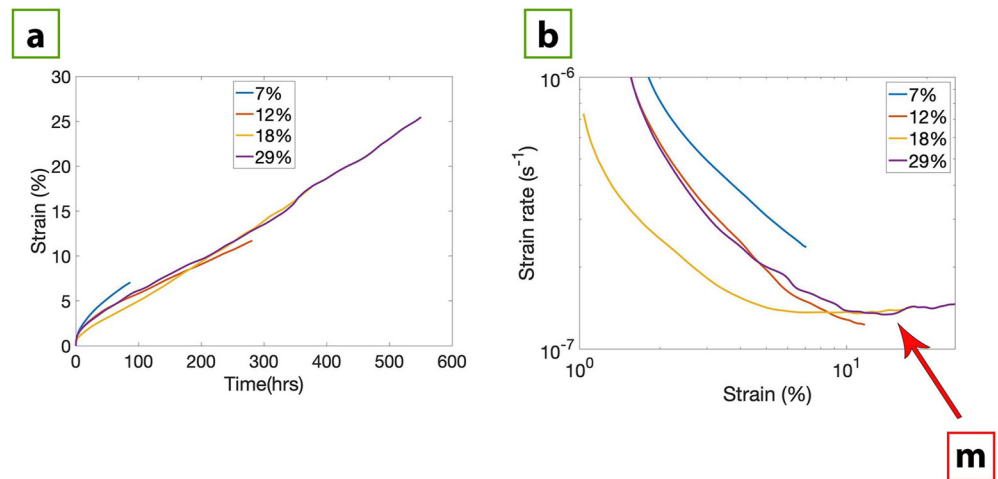 a
30
25
20
15
10
5
0
Strain (%)
7%
12%
18%
29%
0 100 200 300 400 500 600
Time(hrs)
b
10⁻⁶
10⁻⁷
Strain rate (s⁻¹)
7%
12%
18%
29%
10⁰ 10¹
Strain (%)
m